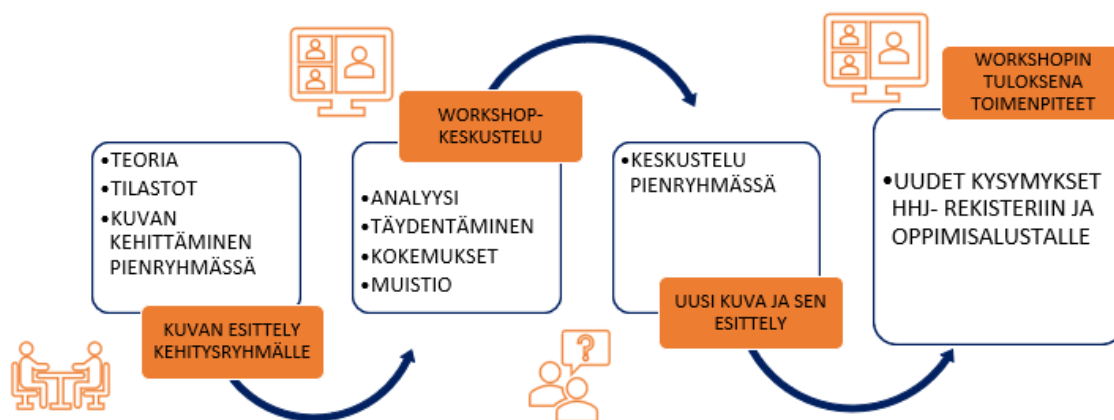 •TEORIA
•TILASTOT
•KUVAN
KEHITTÄMINEN
PIENRYHMÄSSÄ
KUVAN ESITTELY
KEHITYSRYHMÄLLE
WORKSHOP-
KESKUSTELU
•ANALYYSI
•TÄYDENTÄMINEN
•KOKEMUKSET
•MUISTIO
•KESKUSTELU
PIENRYHMÄSSÄ
UUSI KUVA JA SEN
ESITTELY
WORKSHOPIN
TULOKSENA
TOIMENPITEET
•UUDET KYSYMYKSET
HHJ- REKISTERIIN JA
OPPIMISALUSTALLE
?